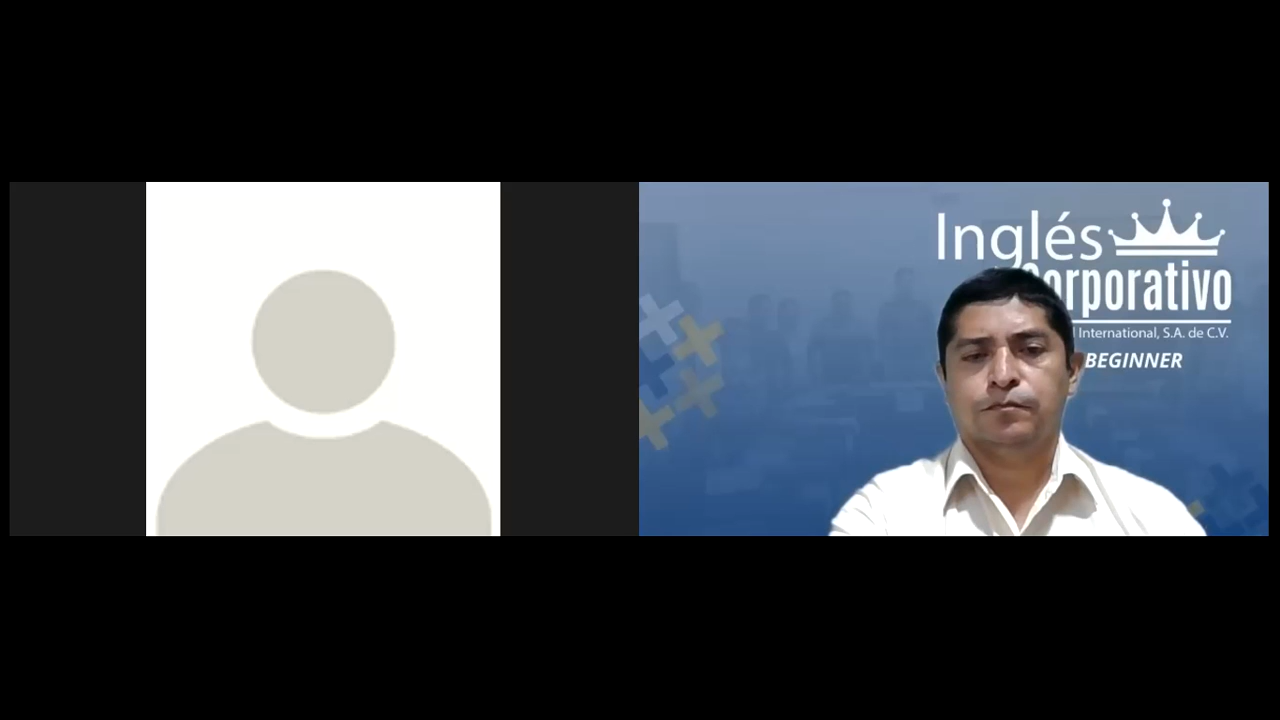 Inglés
Corporativo
International, S.A. de C.V.
BEGINNER